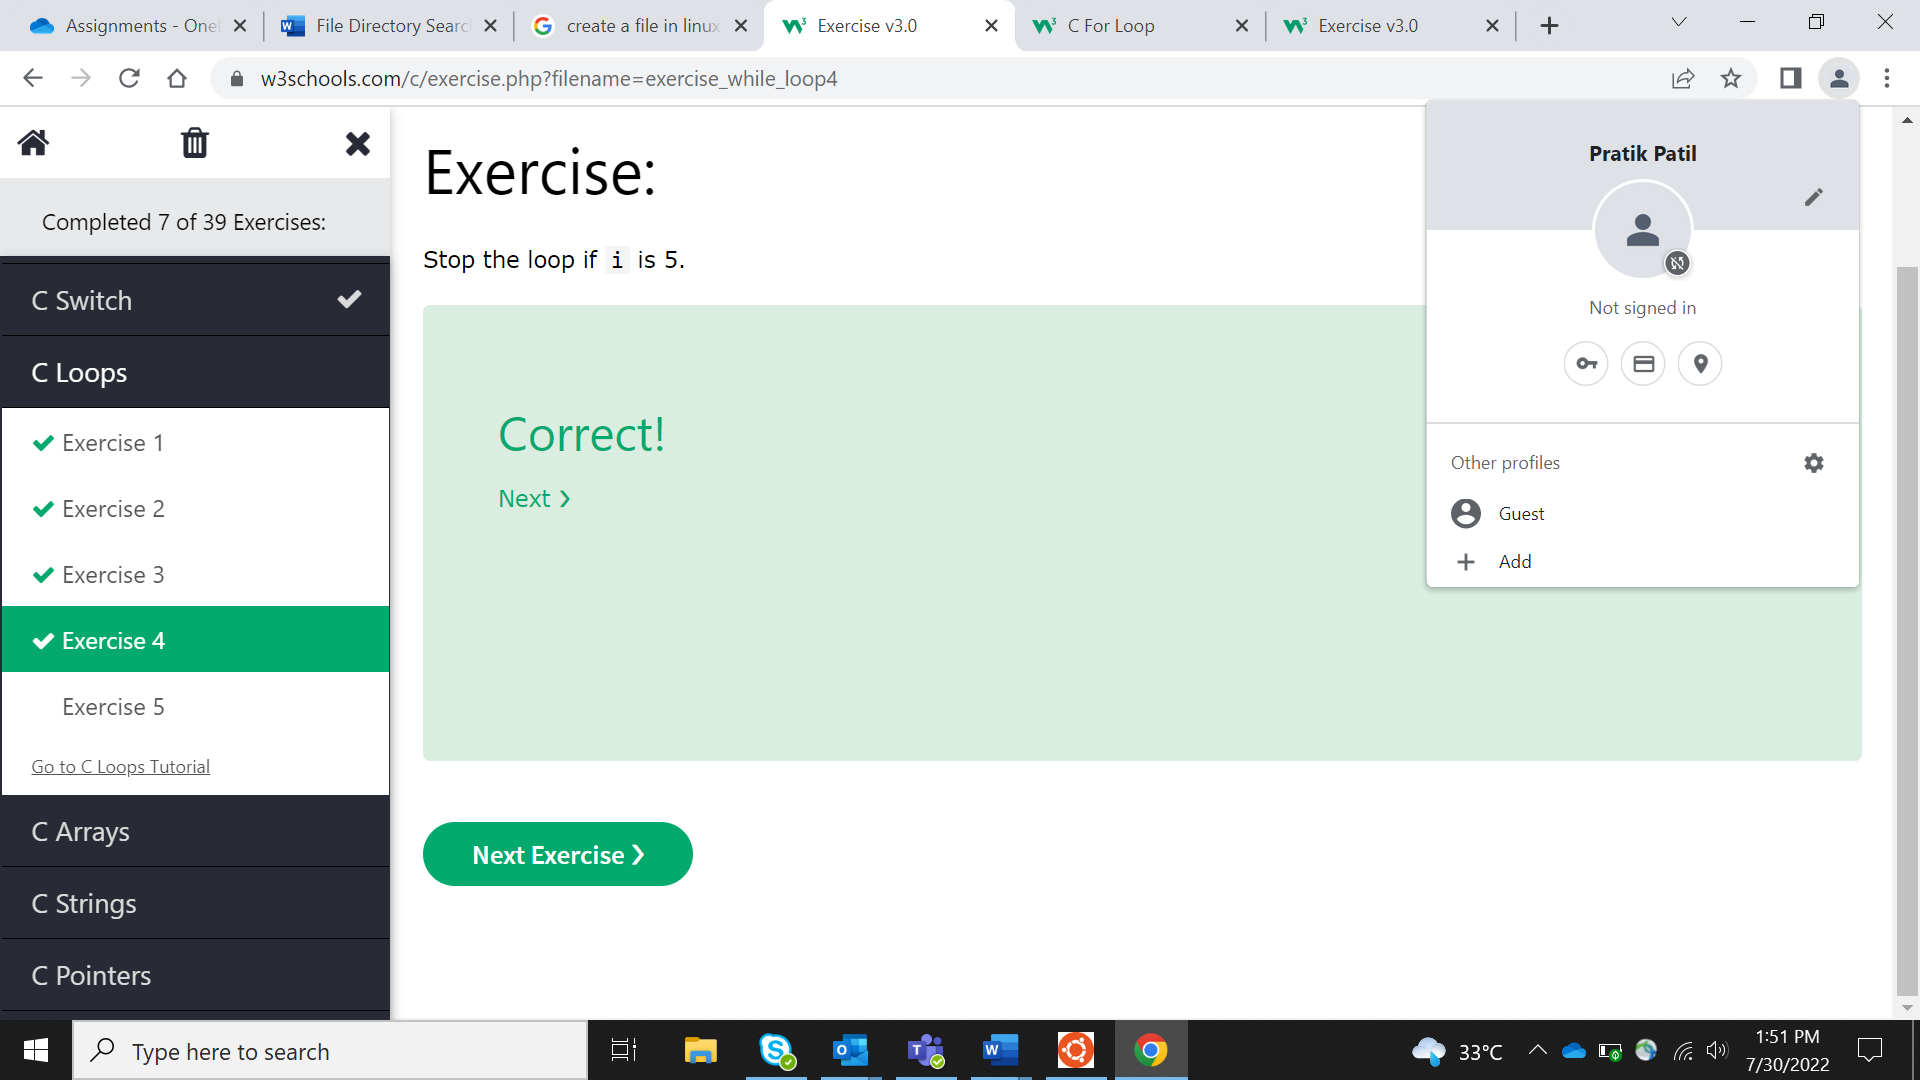 Assignments - One
File Directory Searc
create a file in linux
Exercise v3.0
C For Loop
Exercise v3.0
w3schools.com/c/exercise.php?filename=exercise_while_loop4
Completed 7 of 39 Exercises:
C Switch
C Loops
Exercise 1
Exercise 2
Exercise 3
Exercise 4
Exercise 5
Go to C Loops Tutorial
C Arrays
C Strings
C Pointers
Exercise:
Stop the loop if i is 5.
Correct!
Next ❯
Next Exercise ❯
Pratik Patil
Not signed in
Other profiles
Guest
Add
Type here to search
33°C
1:51 PM
7/30/2022